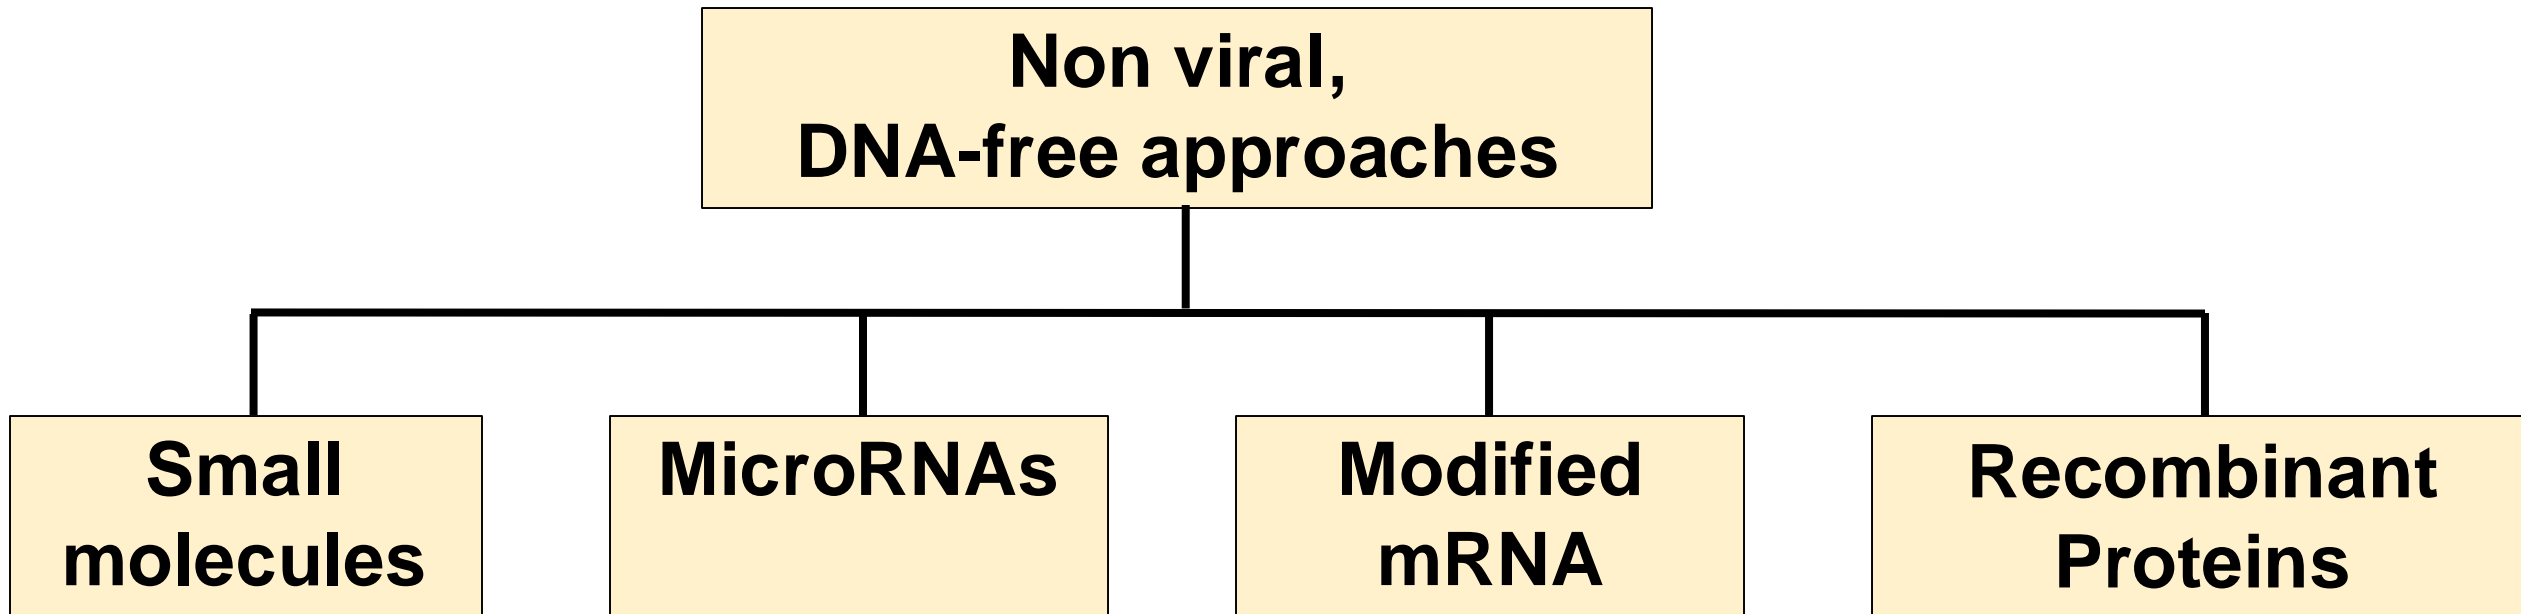 Non viral,
DNA-free approaches
Small
molecules
MicroRNAs
Modified
mRNA
Recombinant
Proteins